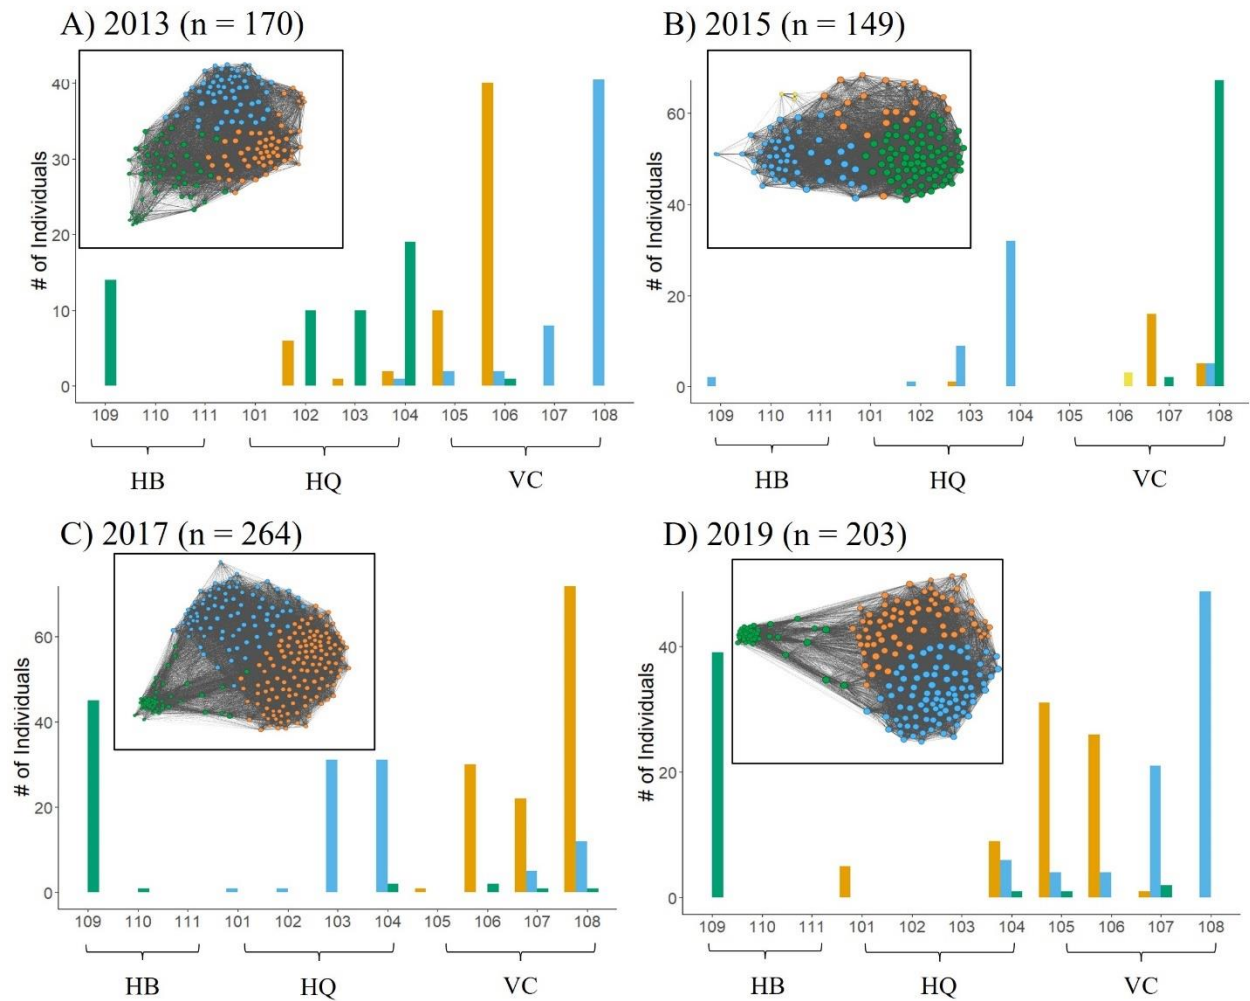 A) 2013 (n = 170)
# of Individuals
40
30
20
10
0
109 110 111 101 102 103 104 105 106 107 108
HB HQ VC
B) 2015 (n = 149)
# of Individuals
60
40
20
0
109 110 111 101 102 103 104 105 106 107 108
HB HQ VC
C) 2017 (n = 264)
# of Individuals
60
40
20
0
109 110 111 101 102 103 104 105 106 107 108
HB HQ VC
D) 2019 (n = 203)
# of Individuals
40
20
0
109 110 111 101 102 103 104 105 106 107 108
HB HQ VC